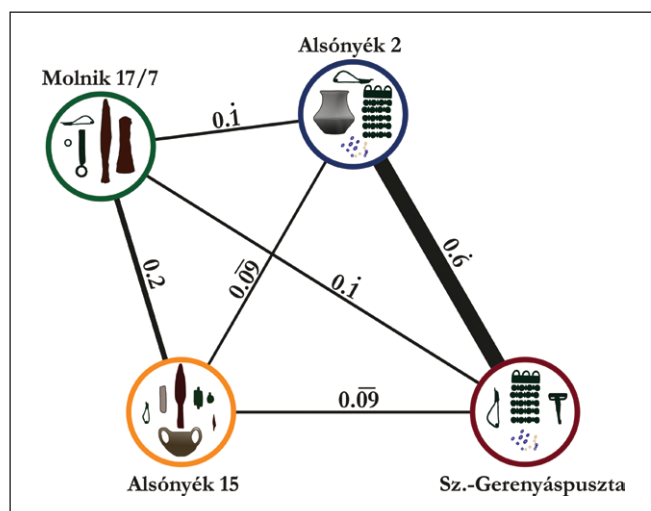 Alsónyék 2
Molnik 17/7
0.1̇
0.2
0.0̅9̅
0.1̇
0.6̇
0.0̅9̅
Alsónyék 15
Sz.-Gerenyáspuszta